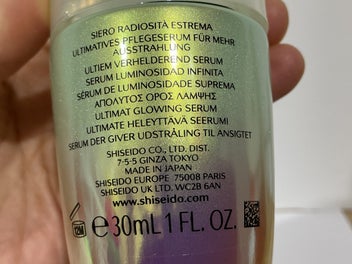 SIERO RADIOSITÀ ESTREMA
ULTIMATIVES PFLEGESERUM FÜR MEHR
AUSSTRAHLUNG
ULTIEM VERHELDEREND SERUM
SERUM LUMINOSIDAD INFINITA
SÉRUM DE LUMINOSIDADE SUPREMA
ΑΠΟΛΥΤΟΣ ΟΡΟΣ ΛΑΜΨΗΣ
ULTIMAT GLOWING SERUM
ULTIMATE HELEYTTÄVÄ SEERUMI
SERUM DER GIVER UDSTRÅLING TIL ANSIGTET
SHISEIDO CO., LTD. DIST.
7-5-5 GINZA TOKYO
MADE IN JAPAN
SHISEIDO EUROPE 75008 PARIS
SHISEIDO UK LTD. WC2B 6AN
www.shiseido.com
12M ℮ 30mL 1 FL. OZ.